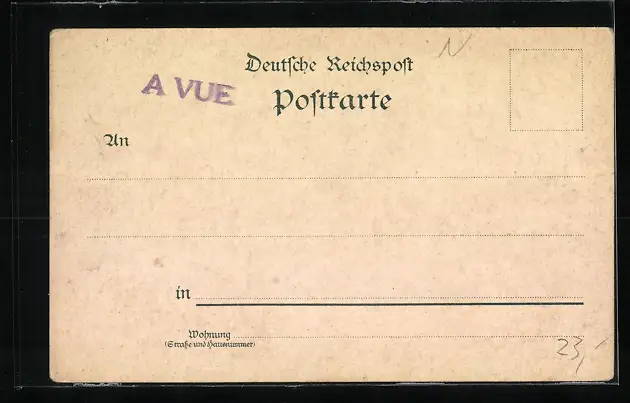 N
Deutsche Reichspost
A VUE
Postkarte
An
in
Wohnung
(Straße und Hausnummer)
23,-